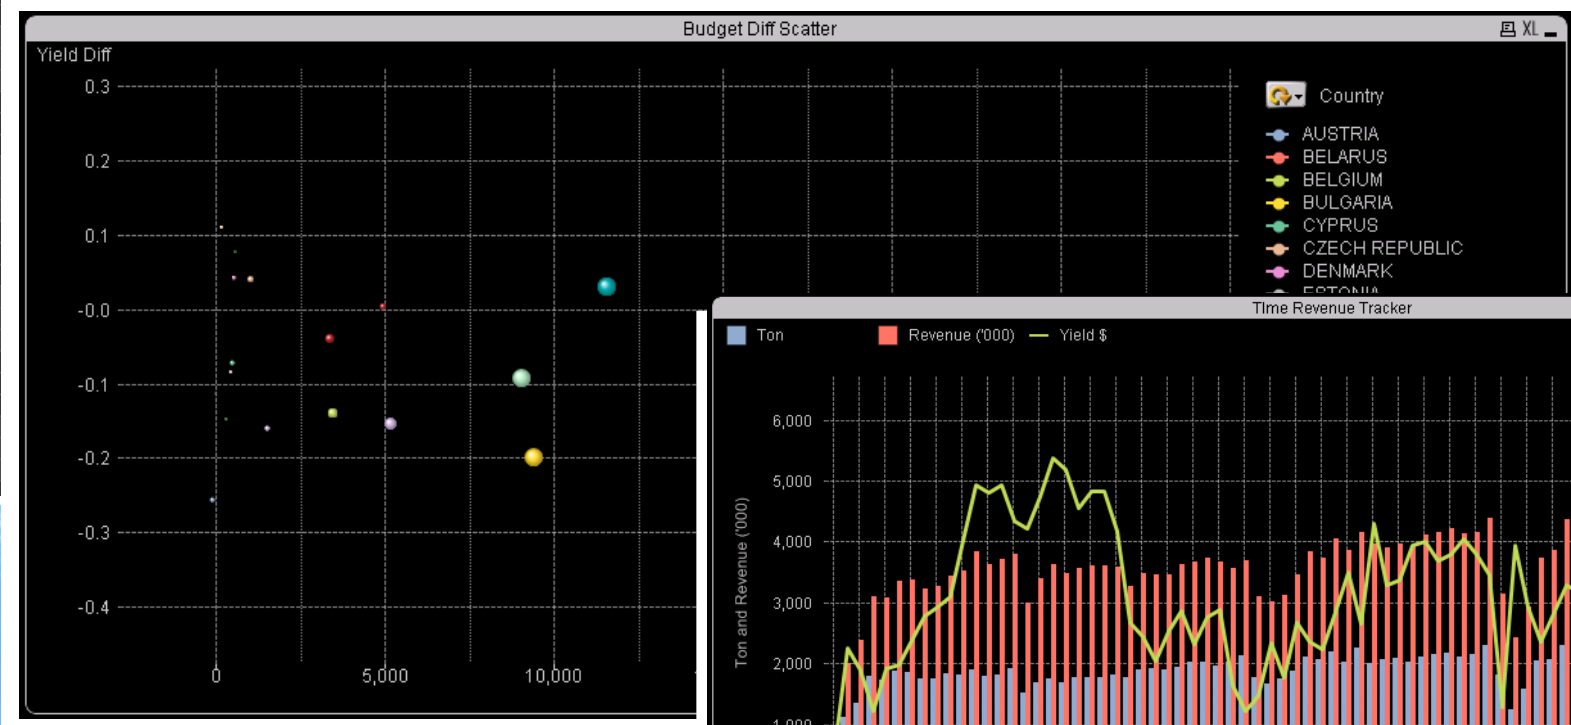 Budget Diff Scatter
XL
Yield Diff
0.3
0.2
0.1
-0.0
-0.1
-0.2
-0.3
-0.4
0
5,000
10,000
Country
AUSTRIA
BELARUS
BELGIUM
BULGARIA
CYPRUS
CZECH REPUBLIC
DENMARK
ESTONIA
TIme Revenue Tracker
Ton
Revenue ('000)
Yield $
Ton and Revenue ('000)
6,000
5,000
4,000
3,000
2,000
1,000